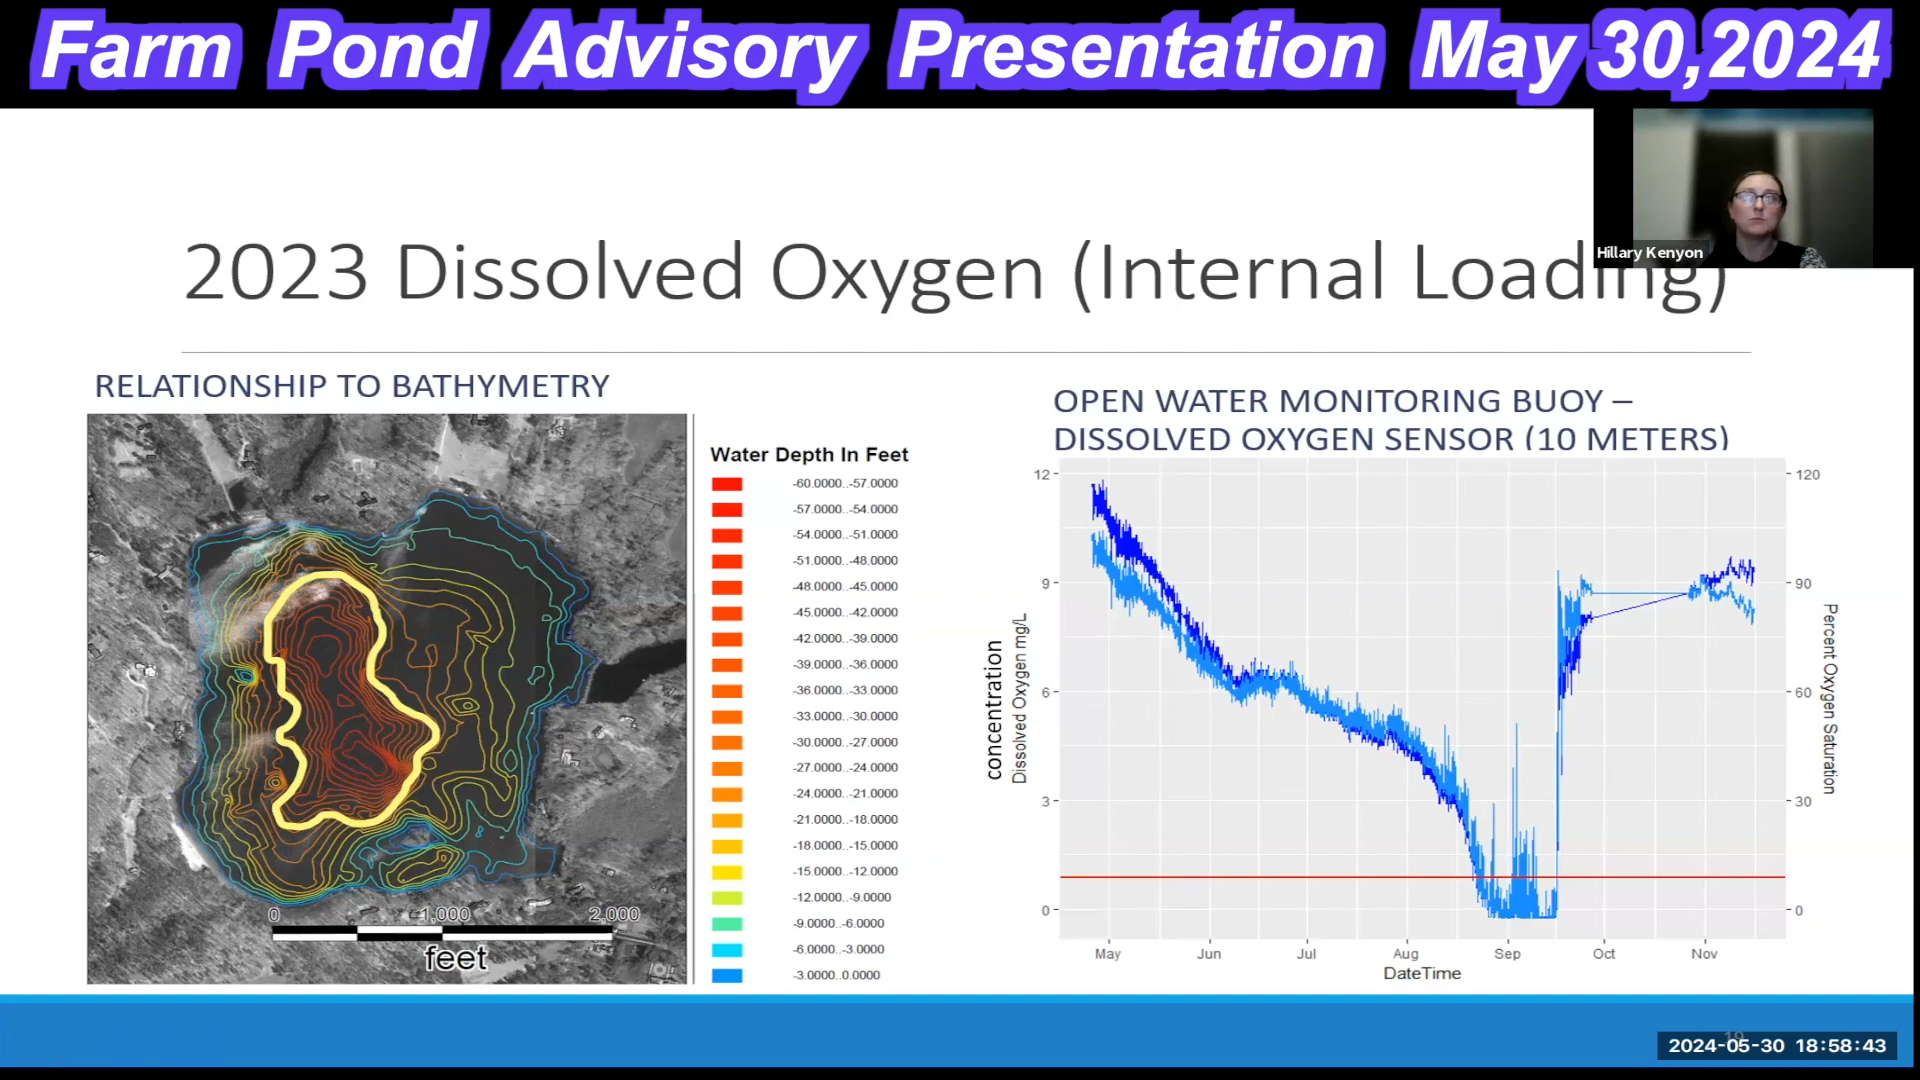 Farm Pond Advisory Presentation May 30,2024
Hillary Kenyon
2023 Dissolved Oxygen (Internal Loading)
RELATIONSHIP TO BATHYMETRY
Water Depth In Feet
-60.0000..-57.0000
-57.0000..-54.0000
-54.0000..-51.0000
-51.0000..-48.0000
-48.0000..-45.0000
-45.0000..-42.0000
-42.0000..-39.0000
-39.0000..-36.0000
-36.0000..-33.0000
-33.0000..-30.0000
-30.0000..-27.0000
-27.0000..-24.0000
-24.0000..-21.0000
-21.0000..-18.0000
-18.0000..-15.0000
-15.0000..-12.0000
-12.0000..-9.0000
-9.0000..-6.0000
-6.0000..-3.0000
-3.0000..0.0000
0 1,000 2,000
feet
OPEN WATER MONITORING BUOY –
DISSOLVED OXYGEN SENSOR (10 METERS)
concentration
Dissolved Oxygen mg/L
12
9
6
3
0
120
90
60
30
0
Percent Oxygen Saturation
May Jun Jul Aug Sep Oct Nov
DateTime
2024-05-30 18:58:43